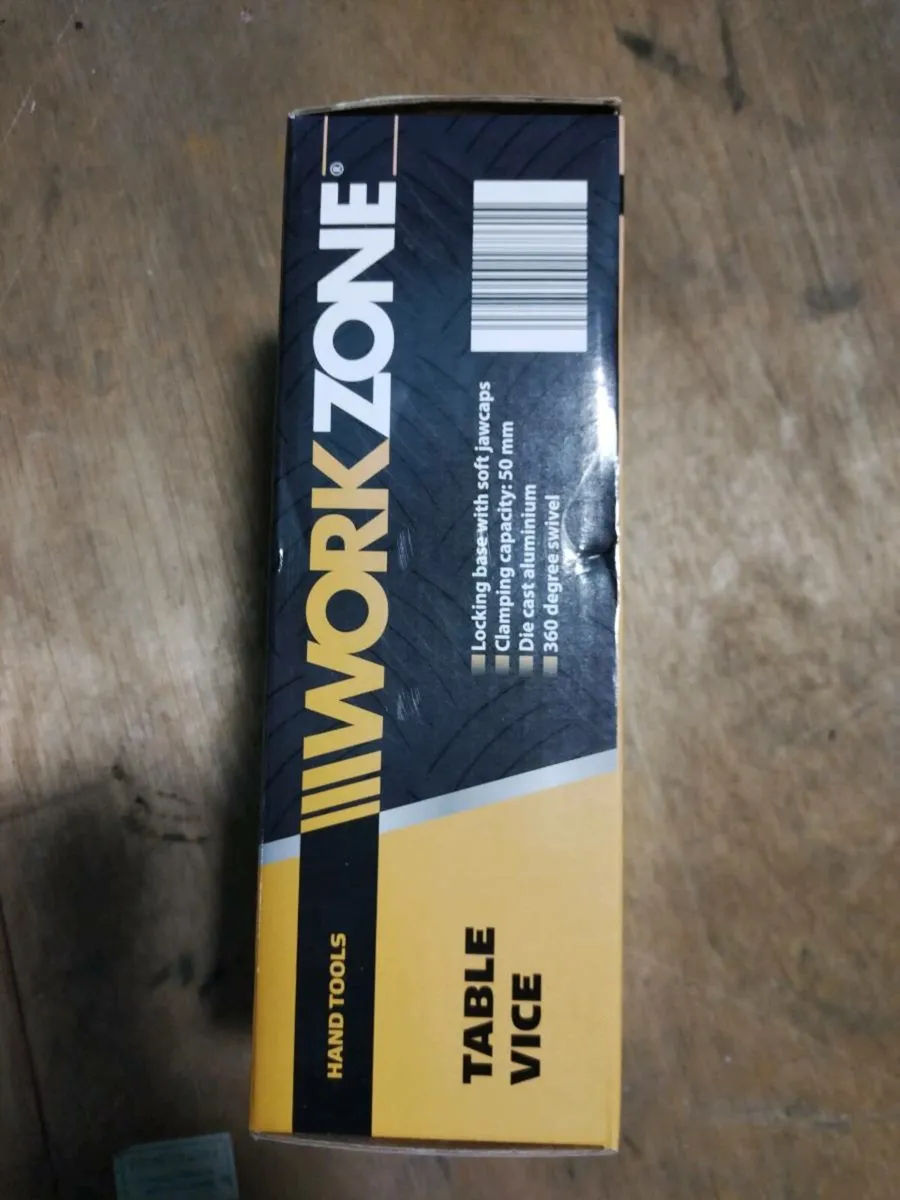 WORKZONE®
Locking base with soft jawcaps
Clamping capacity: 50 mm
Die cast aluminium
360 degree swivel
HAND TOOLS
TABLE
VICE